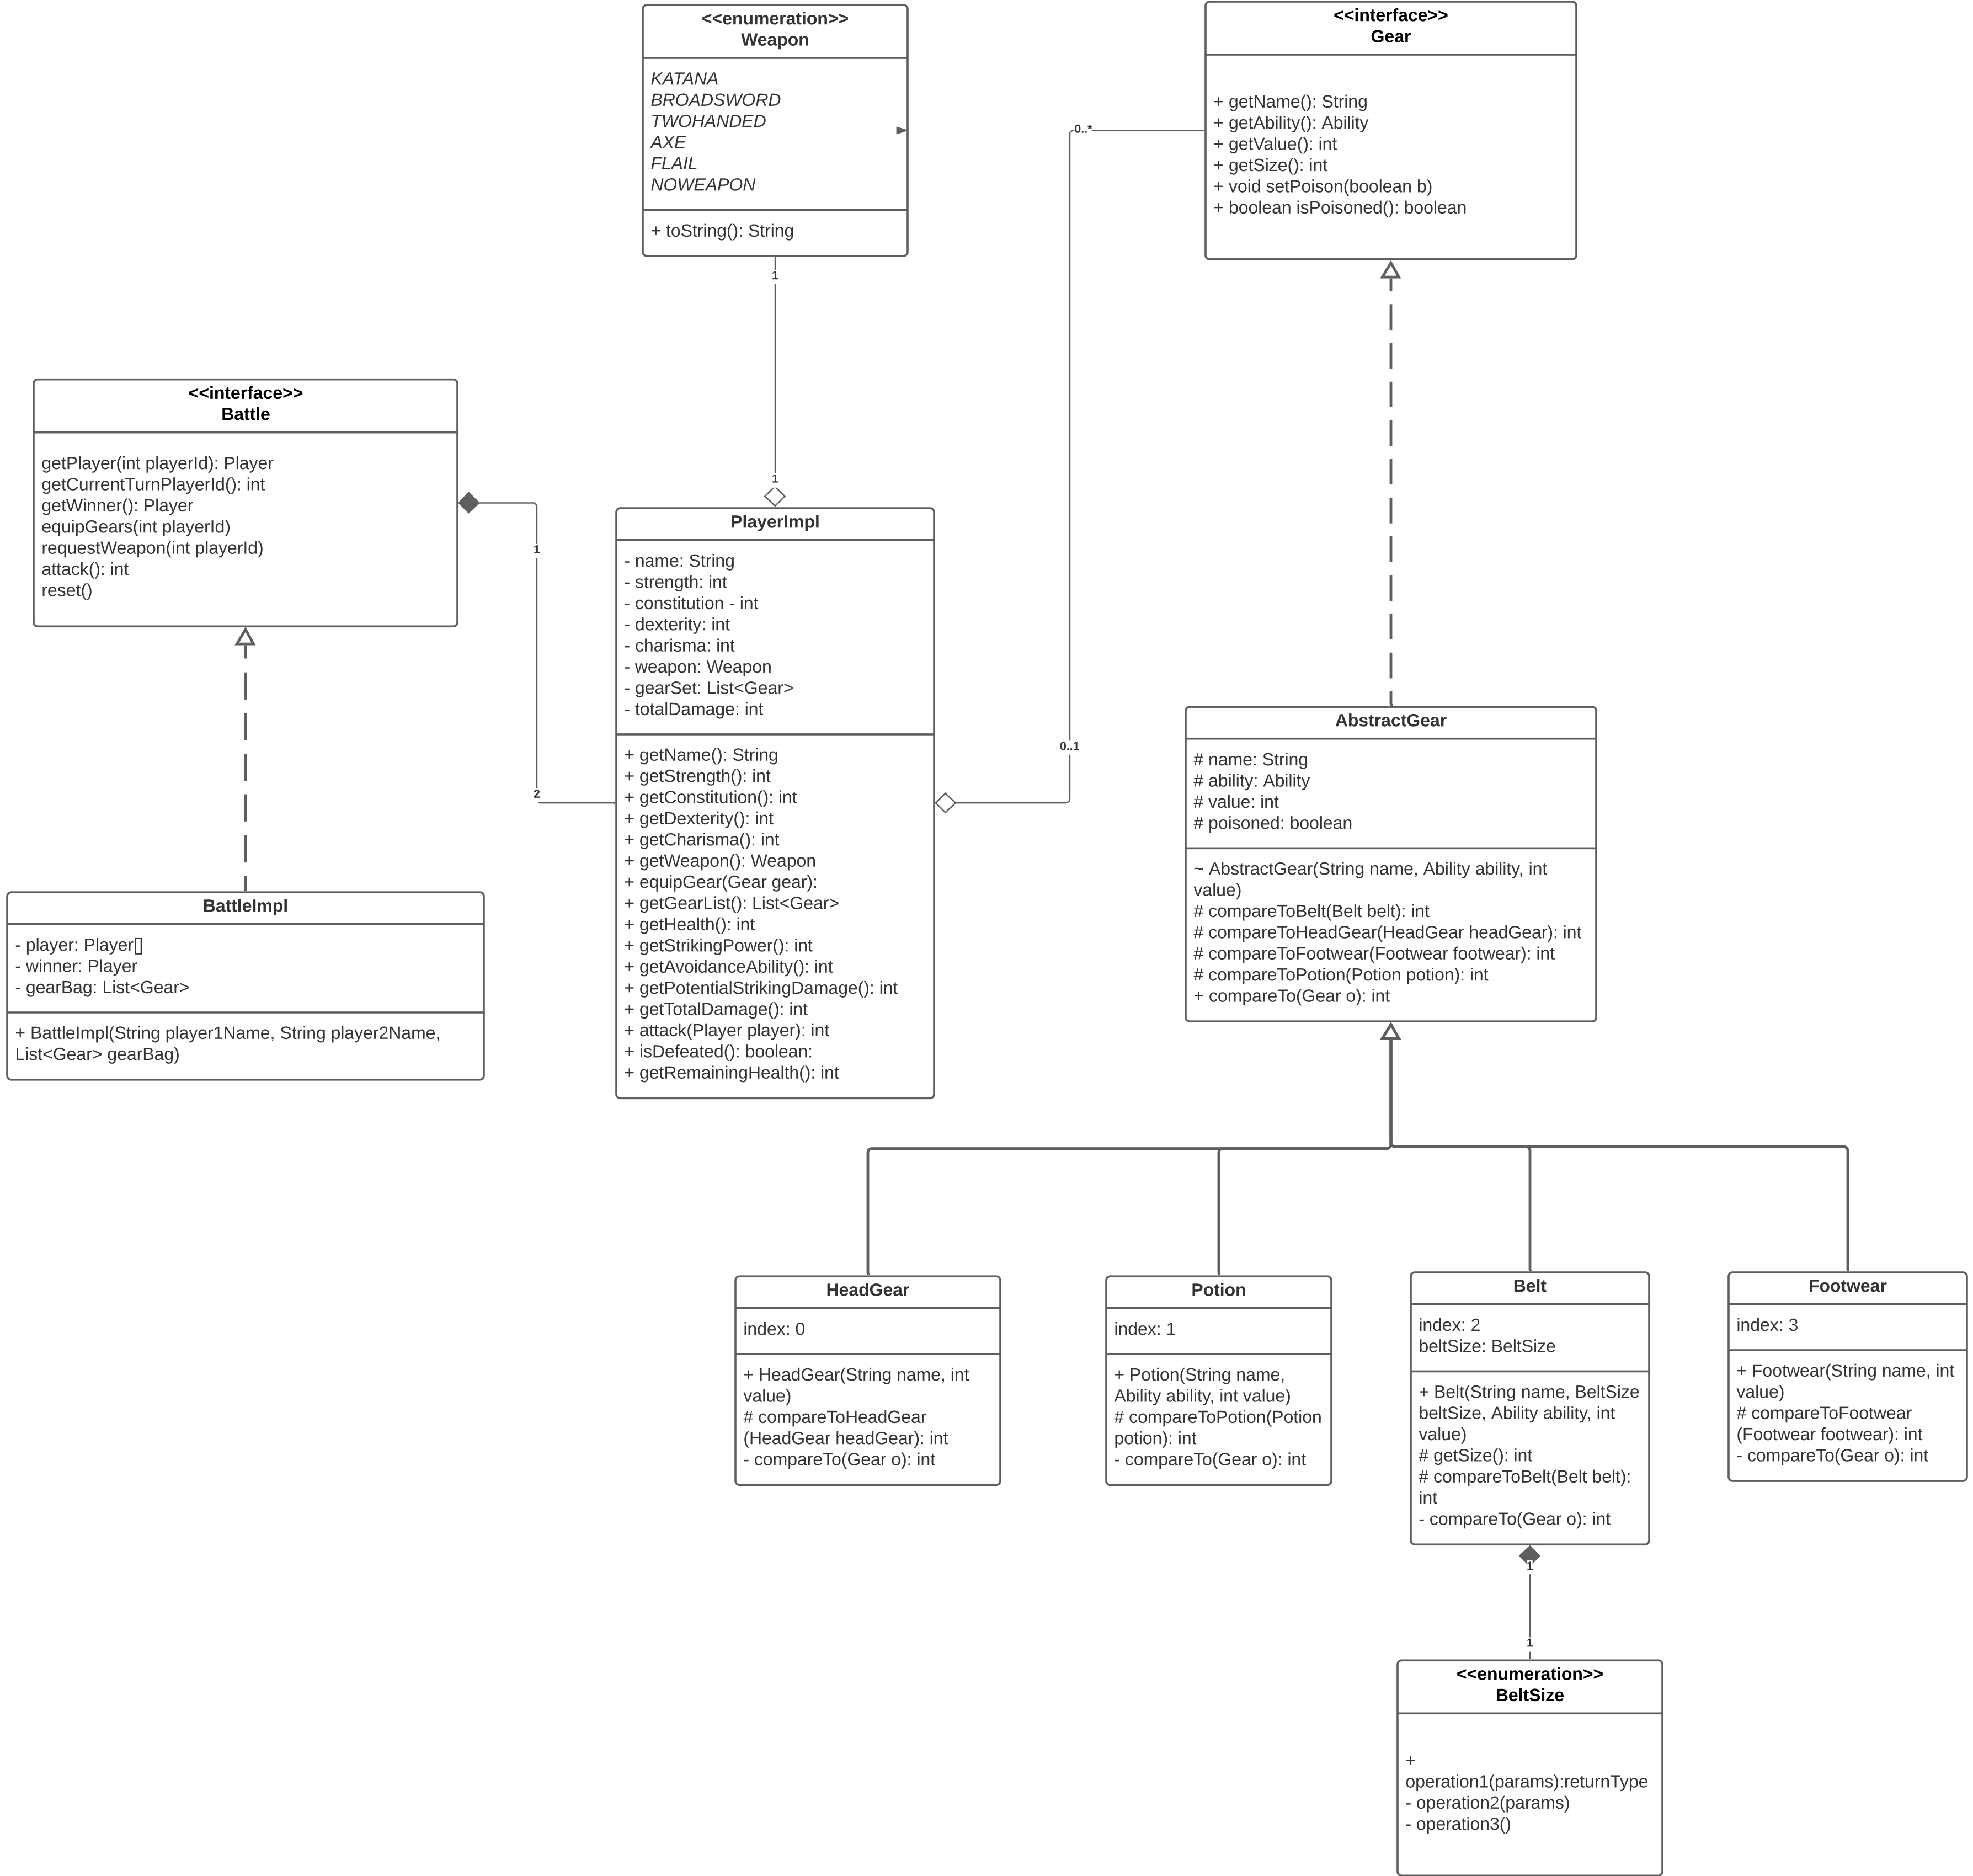 <<enumeration>>
Weapon
KATANA
BROADSWORD
TWOHANDED
AXE
FLAIL
NOWEAPON
+ toString(): String
<<interface>>
Gear
+ getName(): String
+ getAbility(): Ability
+ getValue(): int
+ getSize(): int
+ void setPoison(boolean b)
+ boolean isPoisoned(): boolean
0..*
1
1
0..1
<<interface>>
Battle
getPlayer(int playerId): Player
getCurrentTurnPlayerId(): int
getWinner(): Player
equipGears(int playerId)
requestWeapon(int playerId)
attack(): int
reset()
1
2
PlayerImpl
- name: String
- strength: int
- constitution - int
- dexterity: int
- charisma: int
- weapon: Weapon
- gearSet: List<Gear>
- totalDamage: int
+ getName(): String
+ getStrength(): int
+ getConstitution(): int
+ getDexterity(): int
+ getCharisma(): int
+ getWeapon(): Weapon
+ equipGear(Gear gear):
+ getGearList(): List<Gear>
+ getHealth(): int
+ getStrikingPower(): int
+ getAvoidanceAbility(): int
+ getPotentialStrikingDamage(): int
+ getTotalDamage(): int
+ attack(Player player): int
+ isDefeated(): boolean:
+ getRemainingHealth(): int
AbstractGear
# name: String
# ability: Ability
# value: int
# poisoned: boolean
~ AbstractGear(String name, Ability ability, int
value)
# compareToBelt(Belt belt): int
# compareToHeadGear(HeadGear headGear): int
# compareToFootwear(Footwear footwear): int
# compareToPotion(Potion potion): int
+ compareTo(Gear o): int
BattleImpl
- player: Player[]
- winner: Player
- gearBag: List<Gear>
+ BattleImpl(String player1Name, String player2Name,
List<Gear> gearBag)
HeadGear
index: 0
+ HeadGear(String name, int
value)
# compareToHeadGear
(HeadGear headGear): int
- compareTo(Gear o): int
Potion
index: 1
+ Potion(String name,
Ability ability, int value)
# compareToPotion(Potion
potion): int
- compareTo(Gear o): int
Belt
index: 2
beltSize: BeltSize
+ Belt(String name, BeltSize
beltSize, Ability ability, int
value)
# getSize(): int
# compareToBelt(Belt belt):
int
- compareTo(Gear o): int
Footwear
index: 3
+ Footwear(String name, int
value)
# compareToFootwear
(Footwear footwear): int
- compareTo(Gear o): int
1
1
<<enumeration>>
BeltSize
+
operation1(params):returnType
- operation2(params)
- operation3()